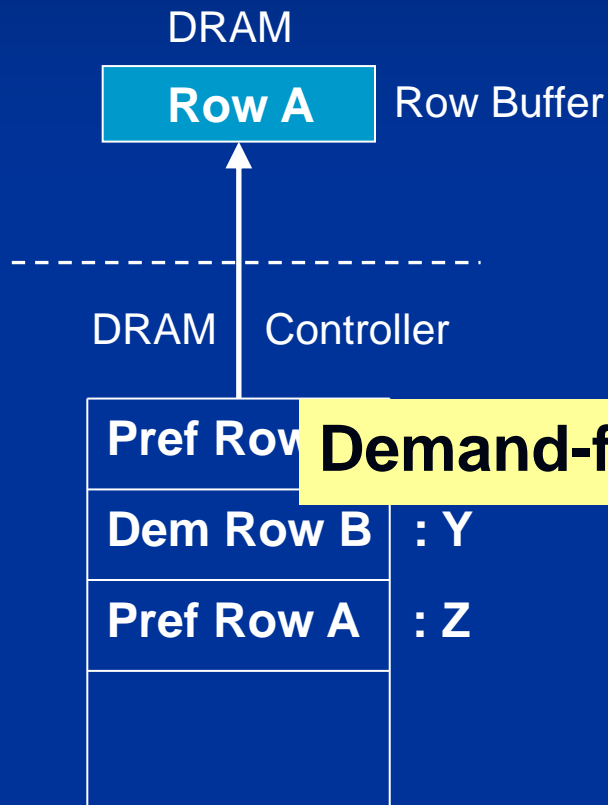 DRAM
Row A Row Buffer
DRAM Controller
Pref Row
Demand-f
Dem Row B : Y
Pref Row A : Z